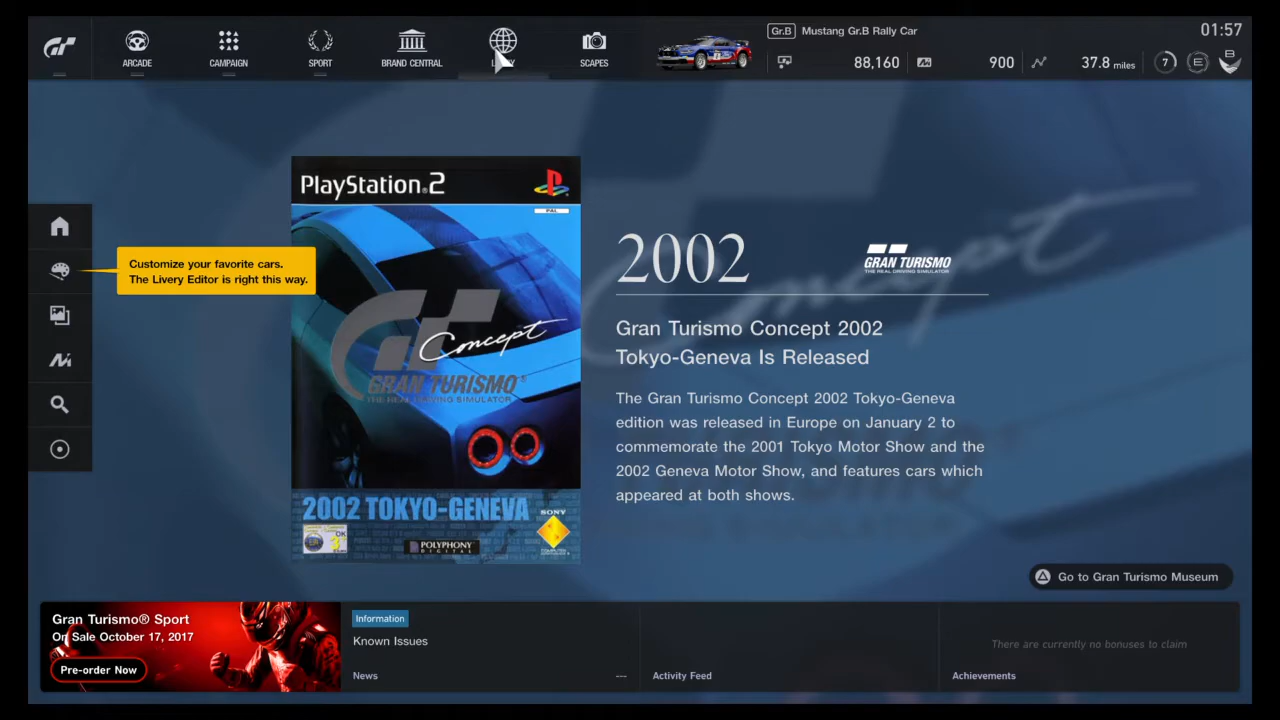 ARCADE
CAMPAIGN
SPORT
BRAND CENTRAL
SCAPES
Gr.B Mustang Gr.B Rally Car
01:57
88,160
900
37.8 miles
7
E
B
PlayStation®2
PAL
Customize your favorite cars.
The Livery Editor is right this way.
Concept
GRAN TURISMO®
THE REAL DRIVING SIMULATOR
2002 TOKYO-GENEVA
SONY
POLYPHONY
DIGITAL
2002
GRAN TURISMO
THE REAL DRIVING SIMULATOR
Gran Turismo Concept 2002
Tokyo-Geneva Is Released
The Gran Turismo Concept 2002 Tokyo-Geneva
edition was released in Europe on January 2 to
commemorate the 2001 Tokyo Motor Show and the
2002 Geneva Motor Show, and features cars which
appeared at both shows.
Go to Gran Turismo Museum
Gran Turismo® Sport
On Sale October 17, 2017
Pre-order Now
Information
Known Issues
News ---
Activity Feed
There are currently no bonuses to claim
Achievements